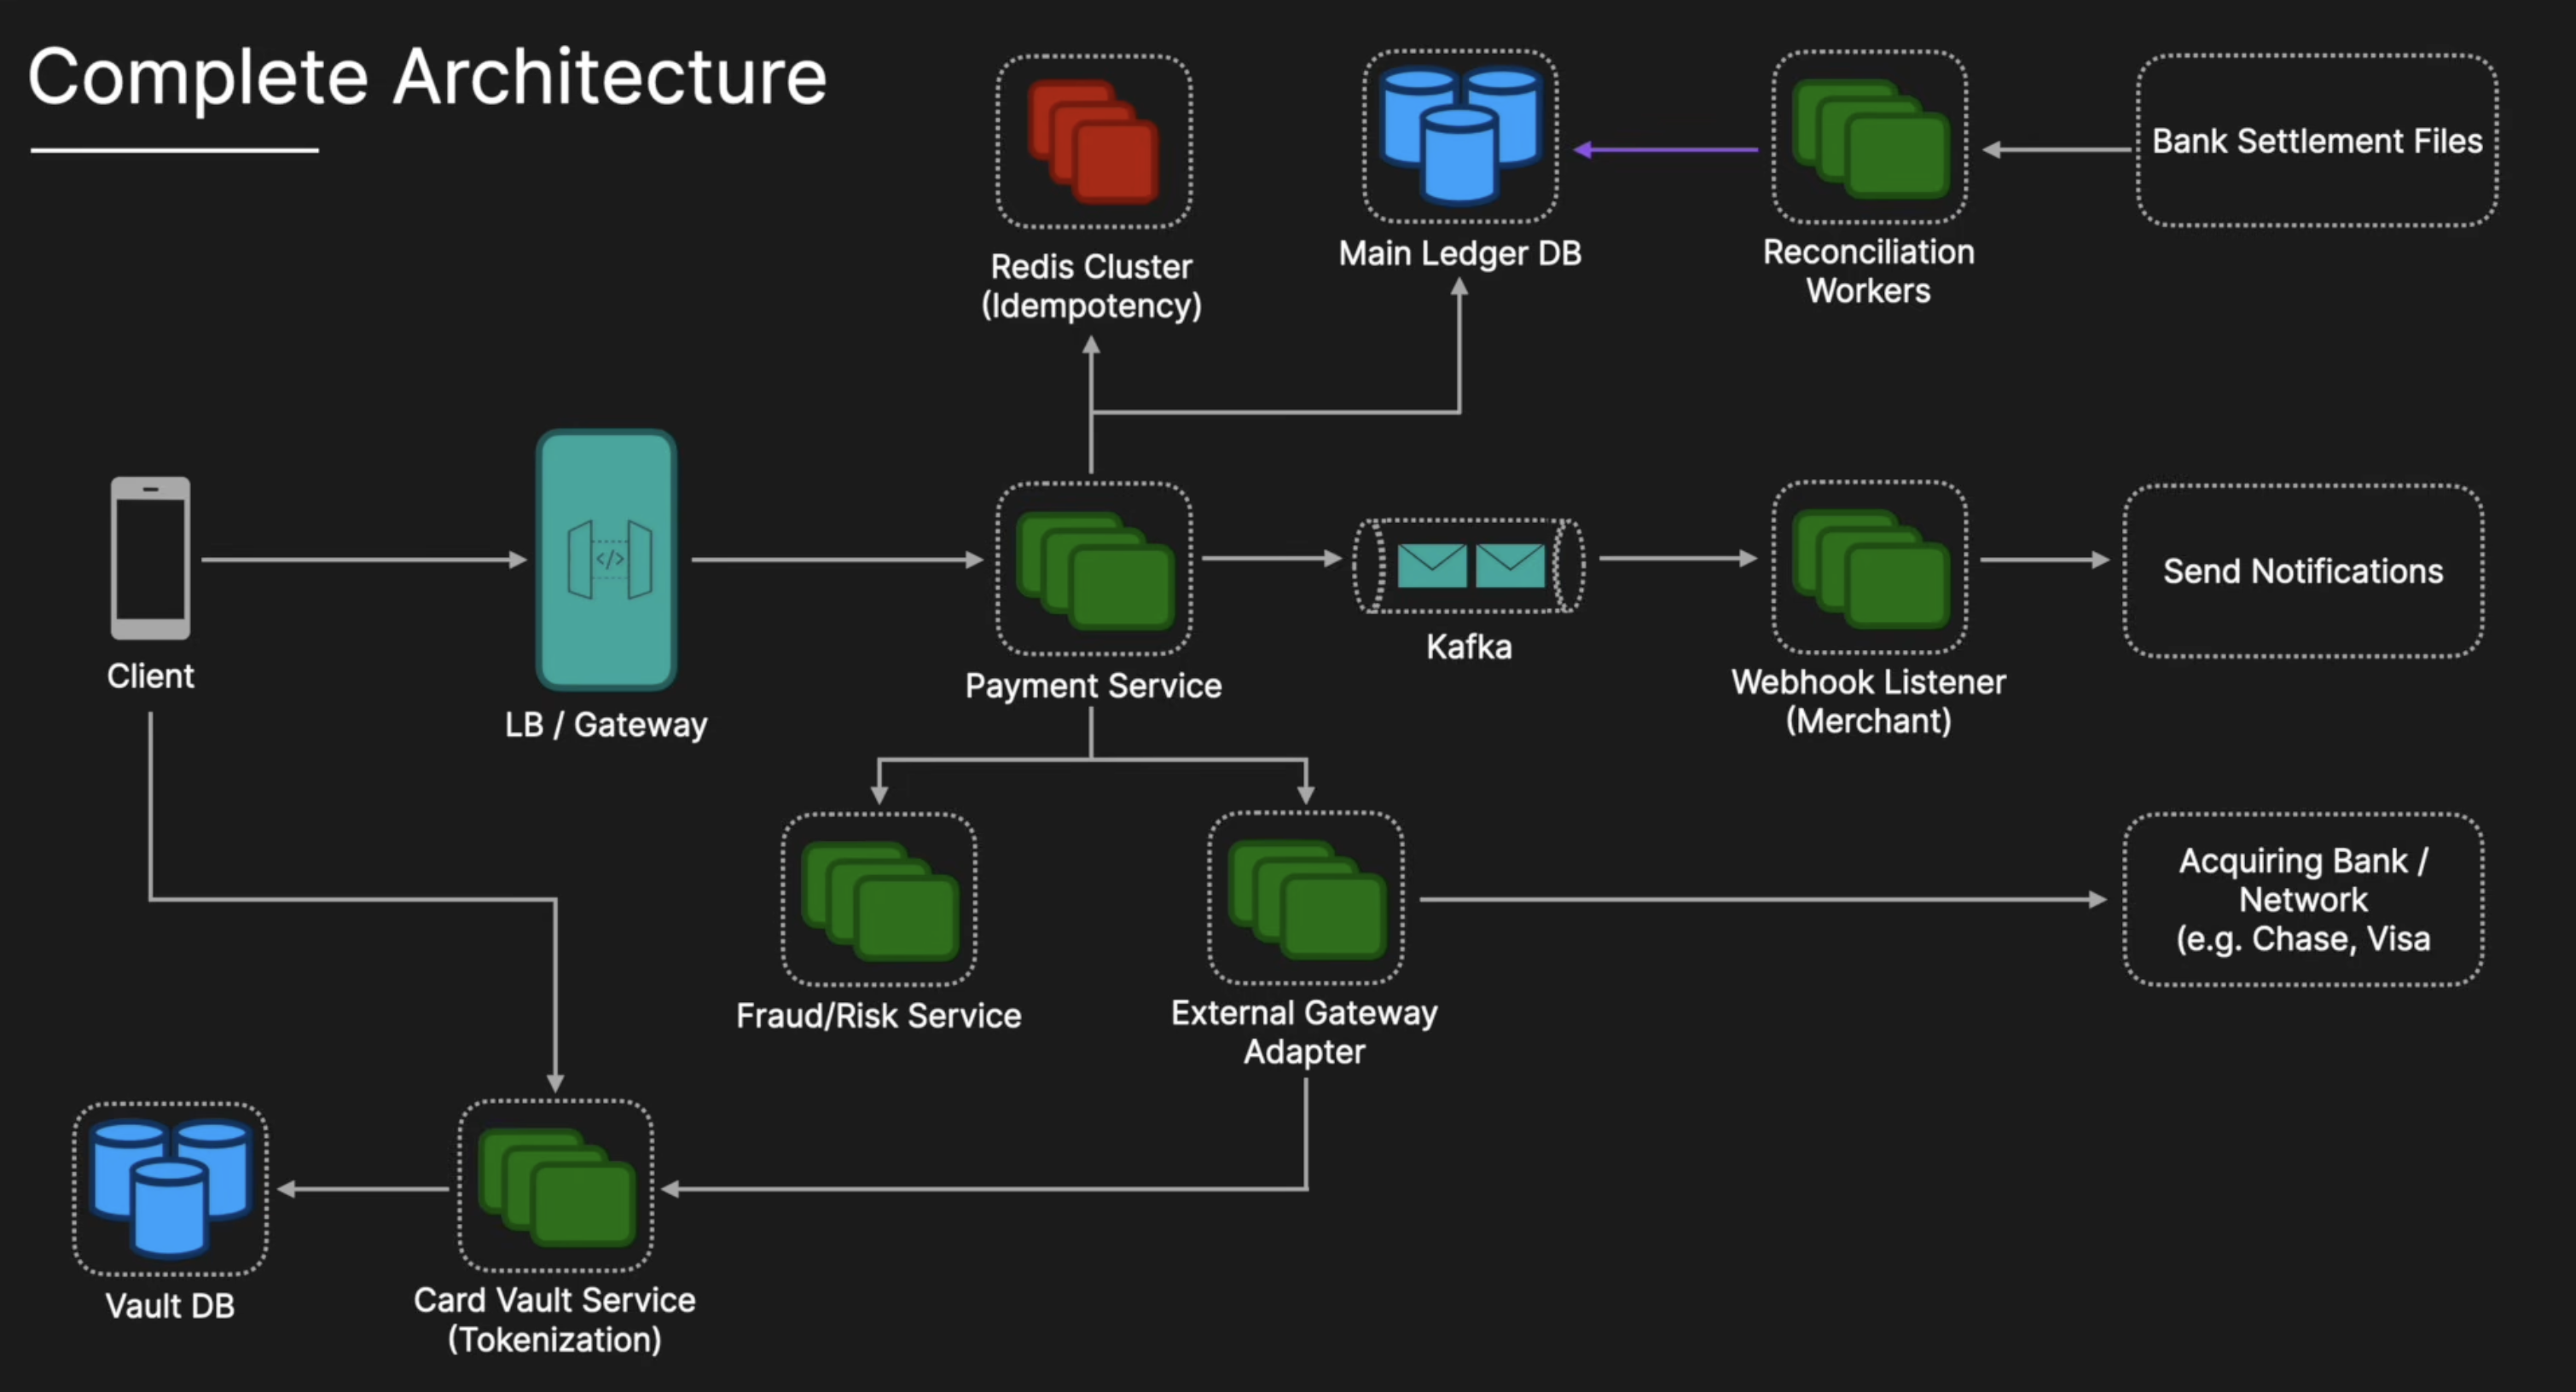 Complete Architecture
Bank Settlement Files
Redis Cluster
(Idempotency)
Main Ledger DB
Reconciliation
Workers
Client
LB / Gateway
</>
Payment Service
Kafka
Webhook Listener
(Merchant)
Send Notifications
Fraud/Risk Service
External Gateway
Adapter
Acquiring Bank /
Network
(e.g. Chase, Visa
Vault DB
Card Vault Service
(Tokenization)